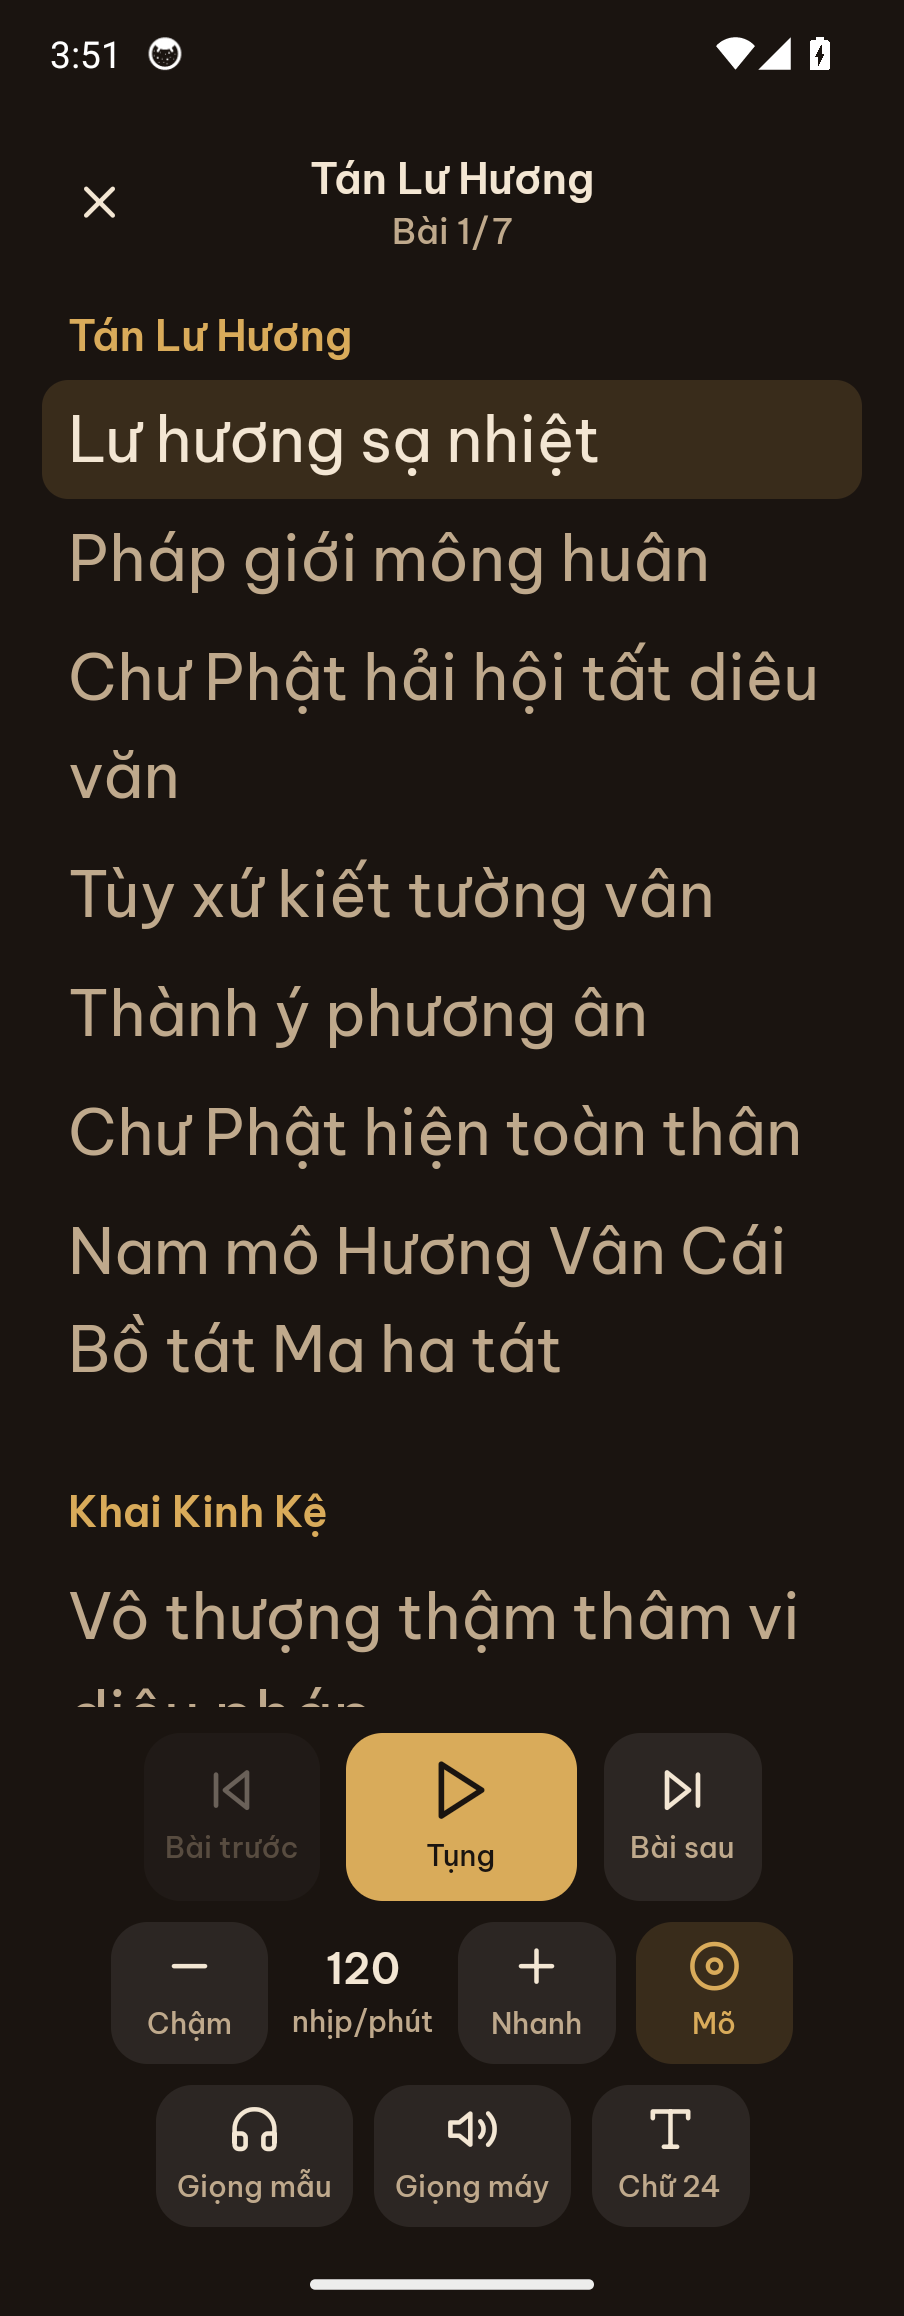 3:51
Tán Lư Hương
Bài 1/7
Tán Lư Hương
Lư hương sạ nhiệt
Pháp giới mông huân
Chư Phật hải hội tất diêu
văn
Tùy xứ kiết tường vân
Thành ý phương ân
Chư Phật hiện toàn thân
Nam mô Hương Vân Cái
Bồ tát Ma ha tát
Khai Kinh Kệ
Vô thượng thậm thâm vi
diệu pháp
Bài trước
Tụng
Bài sau
Chậm
120
nhịp/phút
Nhanh
Mõ
Giọng mẫu
Giọng máy
Chữ 24